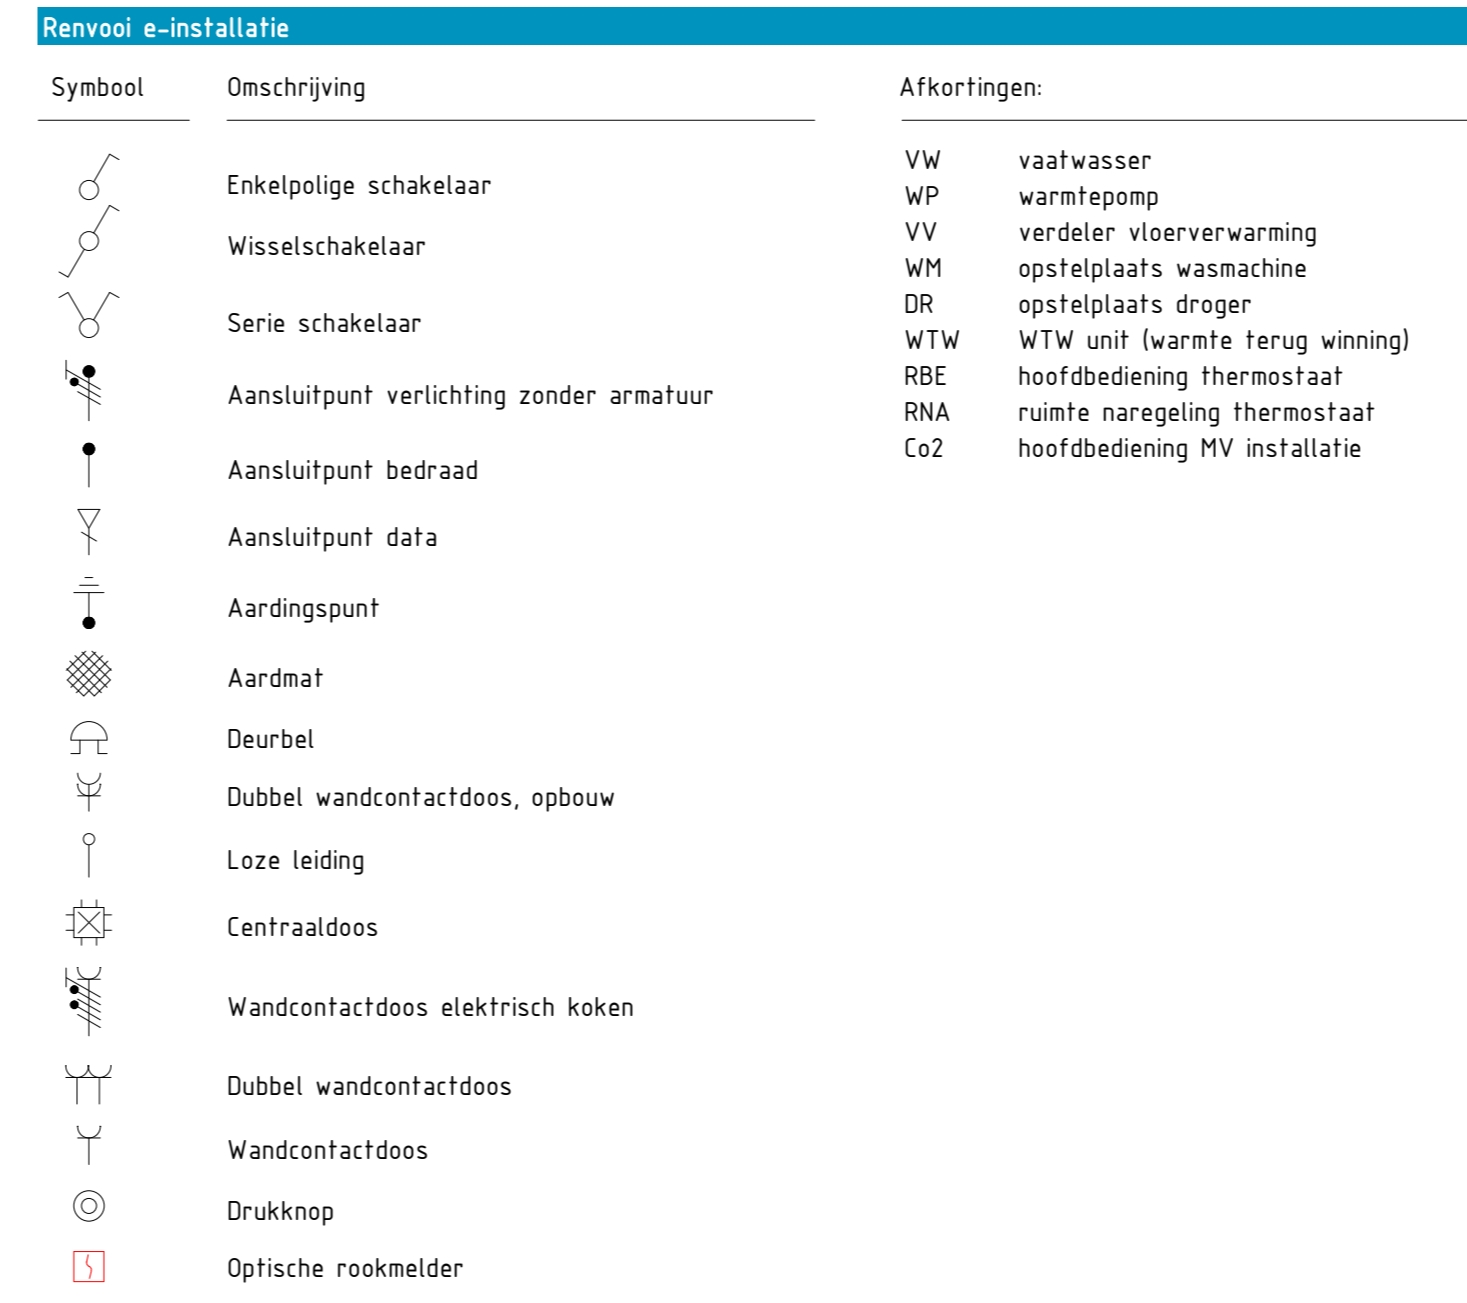 Renvooi e-installatie
Symbool
Omschrijving
Enkelpolige schakelaar
Wisselschakelaar
Serie schakelaar
Aansluitpunt verlichting zonder armatuur
Aansluitpunt bedraad
Aansluitpunt data
Aardingspunt
Aardmat
Deurbel
Dubbel wandcontactdoos, opbouw
Loze leiding
Centraaldoos
Wandcontactdoos elektrisch koken
Dubbel wandcontactdoos
Wandcontactdoos
Drukknop
Optische rookmelder
Afkortingen:
VW vaatwasser
WP warmtepomp
VV verdeler vloerverwarming
WM opstelplaats wasmachine
DR opstelplaats droger
WTW WTW unit (warmte terug winning)
RBE hoofdbediening thermostaat
RNA ruimte naregeling thermostaat
Co2 hoofdbediening MV installatie